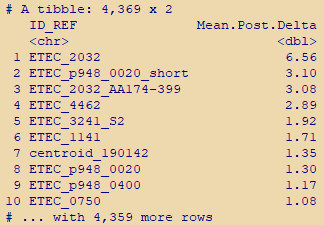 # A tibble: 4,369 x 2
ID_REF Mean.Post.Delta
<chr> <dbl>
1 ETEC_2032 6.56
2 ETEC_p948_0020_short 3.10
3 ETEC_2032_AA174-399 3.08
4 ETEC_4462 2.89
5 ETEC_3241_S2 1.92
6 ETEC_1141 1.71
7 centroid_190142 1.35
8 ETEC_p948_0020 1.30
9 ETEC_p948_0400 1.17
10 ETEC_0750 1.08
# ... with 4,359 more rows